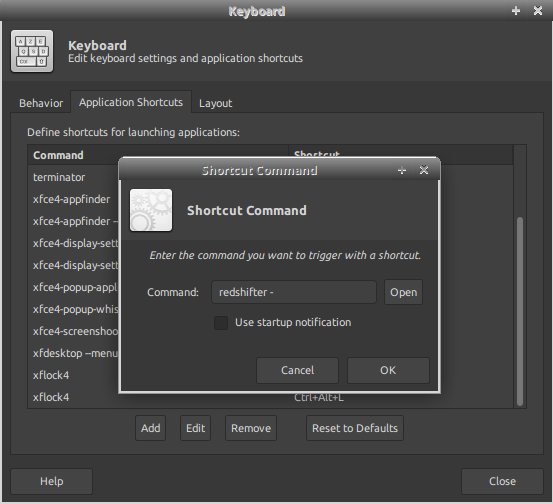 Keyboard
Keyboard
Edit keyboard settings and application shortcuts
Behavior Application Shortcuts Layout
Define shortcuts for launching applications:
Command Shortcut
terminator
xfce4-appfinder
xfce4-appfinder
xfce4-display-sett
xfce4-display-sett
xfce4-popup-appl
xfce4-popup-whis
xfce4-screenshoo
xfdesktop --menu
xflock4
xflock4 Ctrl+Alt+L
Shortcut Command
Shortcut Command
Enter the command you want to trigger with a shortcut.
Command: redshifter - Open
Use startup notification
Cancel OK
Add Edit Remove Reset to Defaults
Help Close